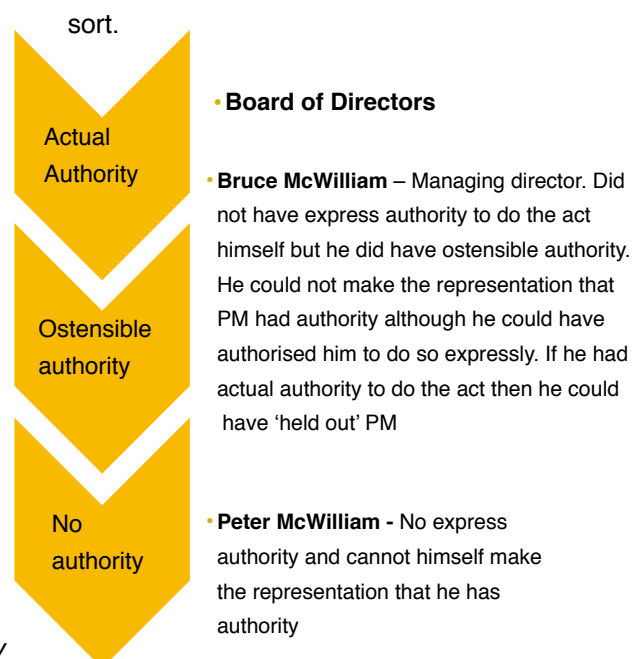 sort.
Actual
Authority
• Board of Directors
• Bruce McWilliam – Managing director. Did
not have express authority to do the act
himself but he did have ostensible authority.
He could not make the representation that
PM had authority although he could have
authorised him to do so expressly. If he had
actual authority to do the act then he could
have ‘held out’ PM
Ostensible
authority
No
authority
• Peter McWilliam - No express
authority and cannot himself make
the representation that he has
authority